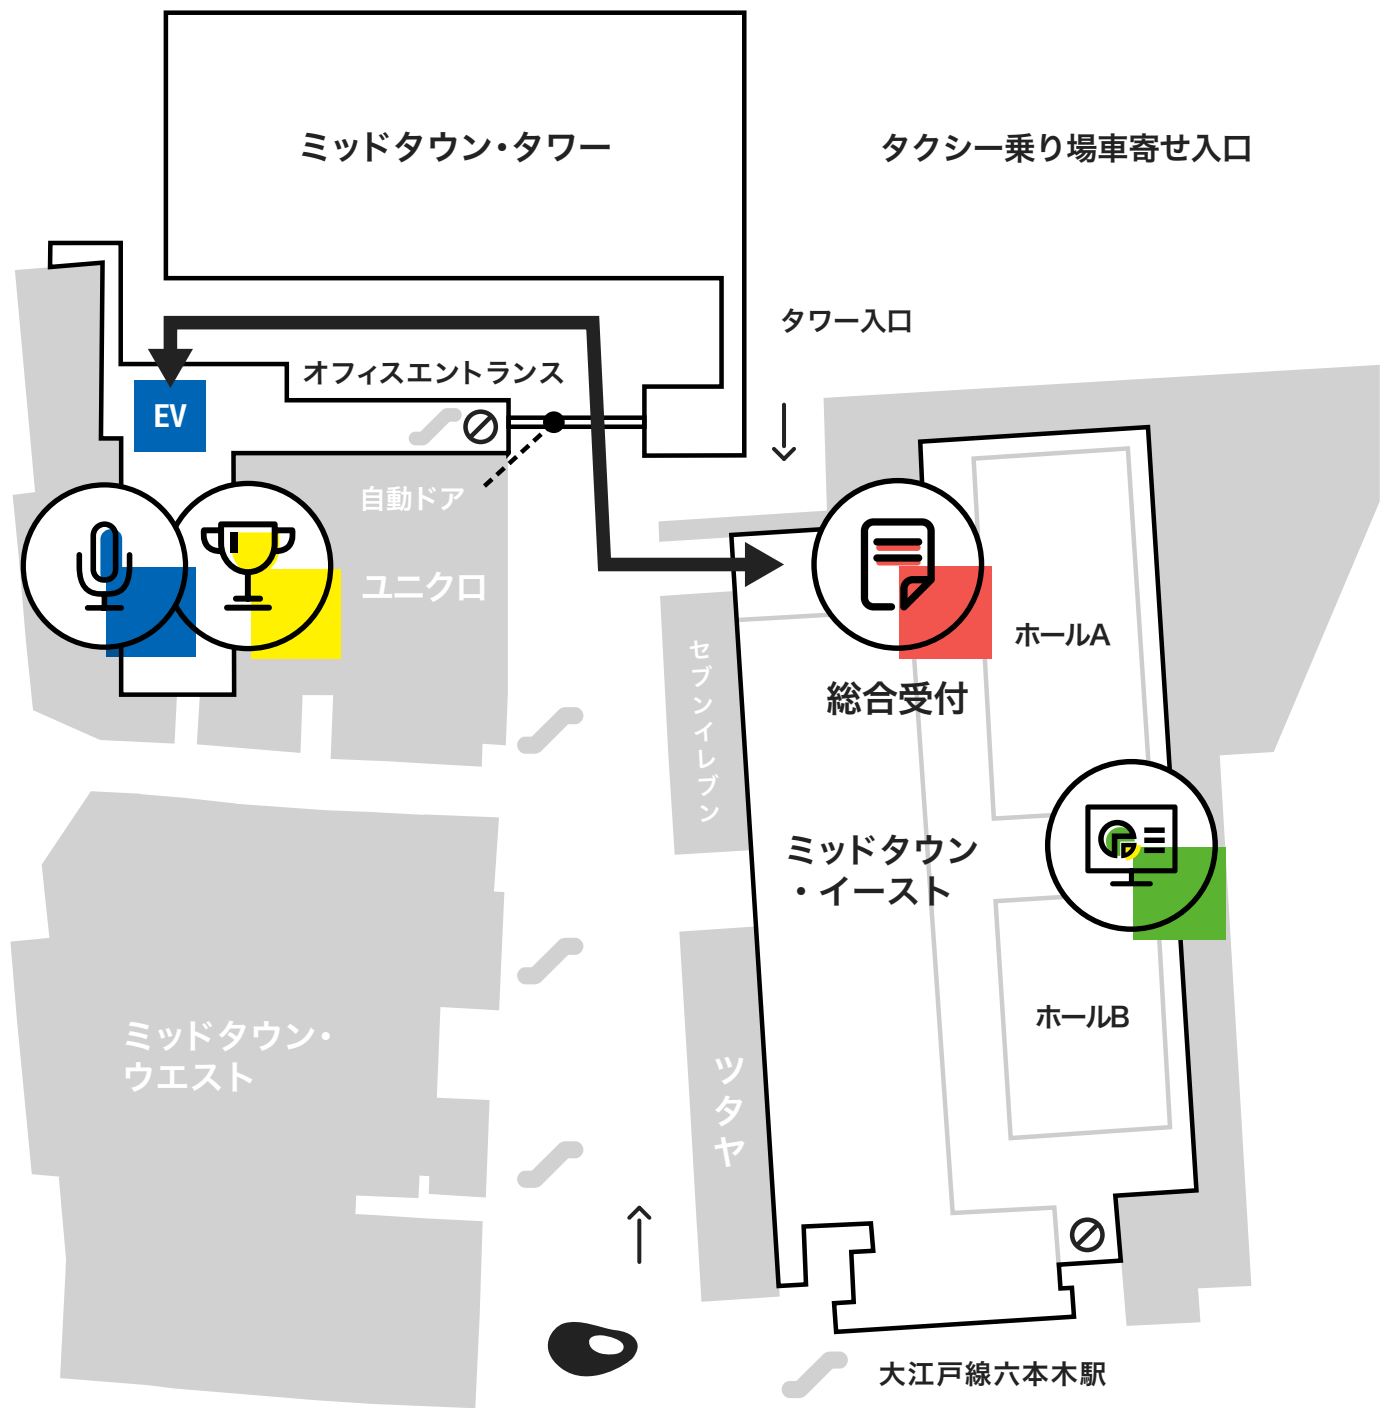 ミッドタウン・タワー
タクシー乗り場車寄せ入口
タワー入口
オフィスエントランス
EV
自動ドア
ユニクロ
セブンイレブン
ホールA
総合受付
ミッドタウン
・イースト
ホールB
ミッドタウン・
ウエスト
ツタヤ
大江戸線六本木駅